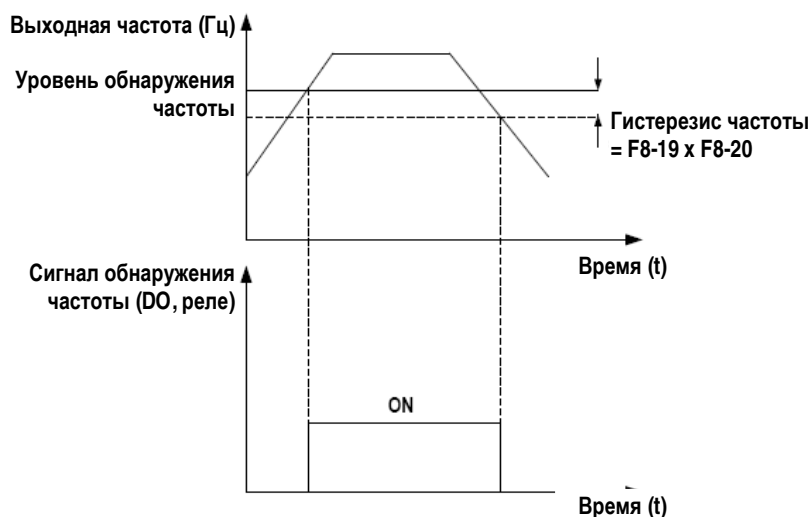 Выходная частота (Гц)
Уровень обнаружения
частоты
Гистерезис частоты
= F8-19 x F8-20
Время (t)
Сигнал обнаружения
частоты (DO, реле)
ON
Время (t)